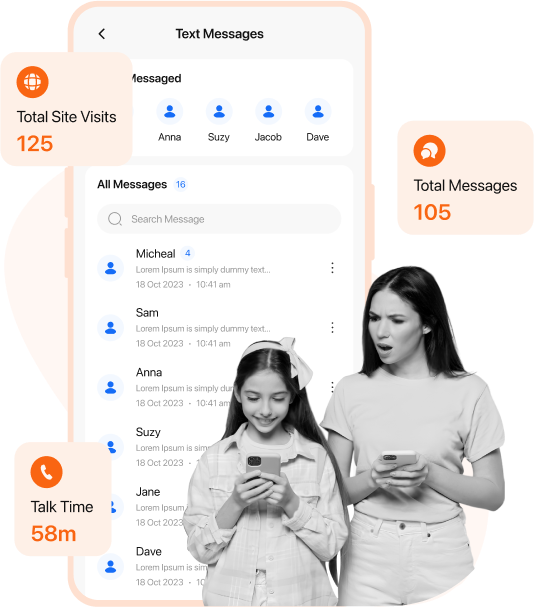 Text Messages
Messaged
Anna
Suzy
Jacob
Dave
Total Site Visits
125
Total Messages
105
All Messages 16
Search Message
Micheal 4
Lorem Ipsum is simply dummy text...
18 Oct 2023 • 10:41 am
Sam
Lorem Ipsum is simply dummy text...
18 Oct 2023 • 10:41 am
Anna
Lorem Ipsum is simply
18 Oct 2023 • 10:41 am
Suzy
Lorem Ipsum is
18 Oct 2023
Jane
Lorem Ipsum
18 Oct 2023
Dave
Lorem Ipsum is
18 Oct 2023
Talk Time
58m